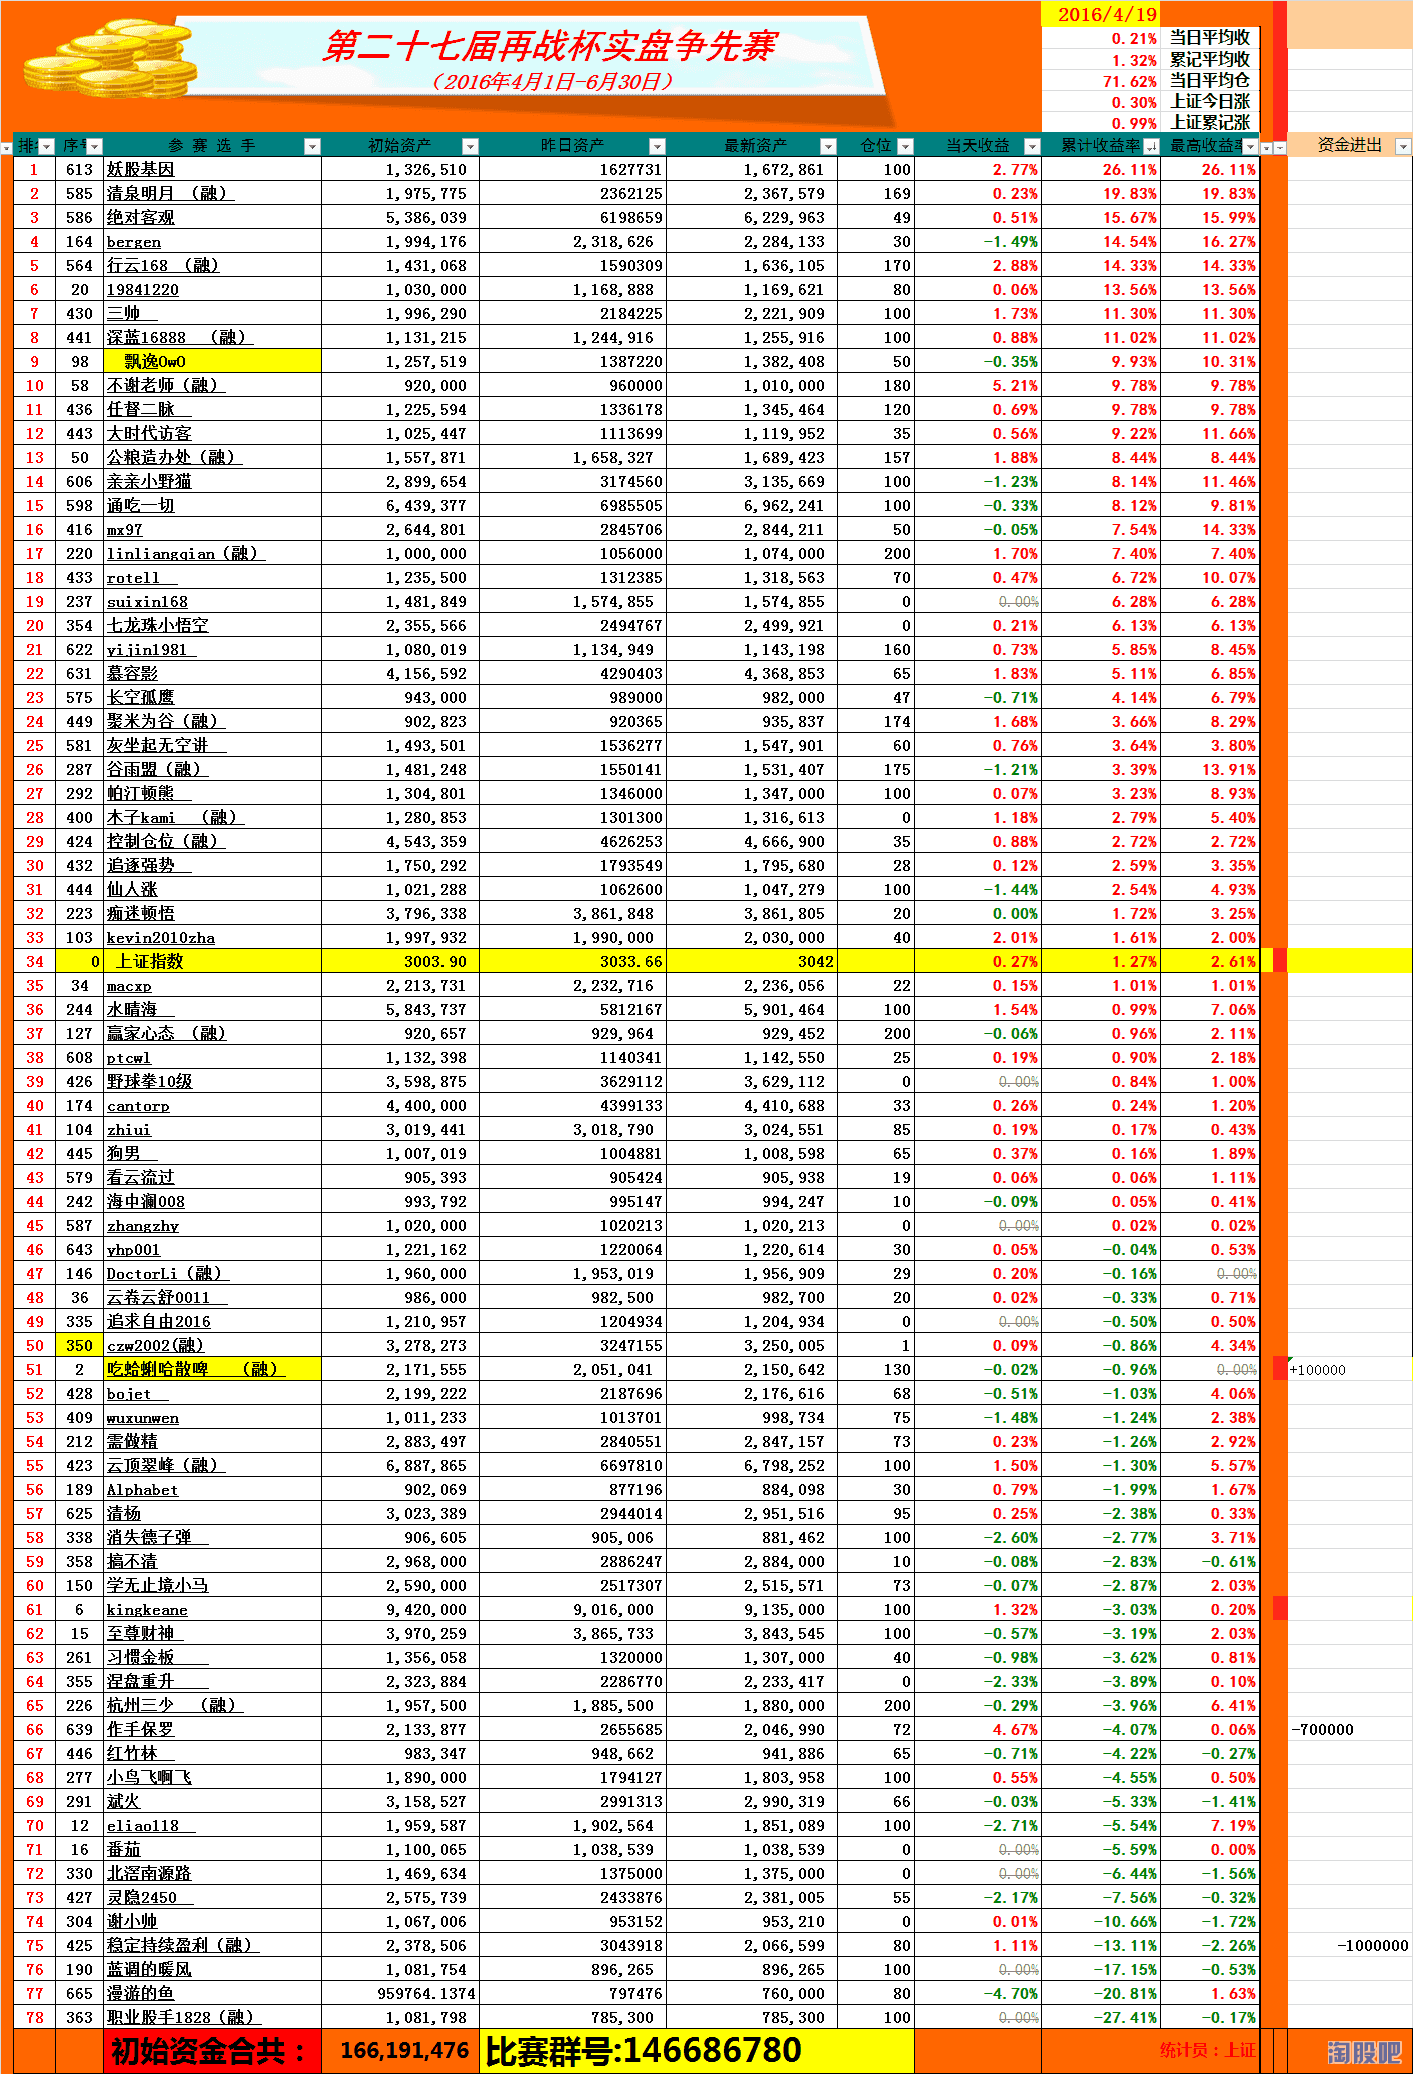 第二十七届再战杯实盘争先赛
（2016年4月1日-6月30日）
2016/4/19
0.21% 当日平均收
1.32% 累记平均收
71.62% 当日平均仓
0.30% 上证今日涨
0.99% 上证累记涨
排名 序号 参 赛 选 手 初始资产 昨日资产 最新资产 仓位 当天收益 累计收益率 最高收益率 资金进出
1 613 妖股基因 1,326,510 1627731 1,672,861 100 2.77% 26.11% 26.11%
2 585 清泉明月 （融） 1,975,775 2362125 2,367,579 169 0.23% 19.83% 19.83%
3 586 绝对客观 5,386,039 6198659 6,229,963 49 0.51% 15.67% 15.99%
4 164 bergen 1,994,176 2,318,626 2,284,133 30 -1.49% 14.54% 16.27%
5 564 行云168 （融） 1,431,068 1590309 1,636,105 170 2.88% 14.33% 14.33%
6 20 19841220 1,030,000 1,168,888 1,169,621 80 0.06% 13.56% 13.56%
7 430 三帅 1,996,290 2184225 2,221,909 100 1.73% 11.30% 11.30%
8 441 深蓝16888 （融） 1,131,215 1,244,916 1,255,916 100 0.88% 11.02% 11.02%
9 98 飘逸0w0 1,257,519 1387220 1,382,408 50 -0.35% 9.93% 10.31%
10 58 不谢老师（融） 920,000 960000 1,010,000 180 5.21% 9.78% 9.78%
11 436 任督二脉 1,225,594 1336178 1,345,464 120 0.69% 9.78% 9.78%
12 443 大时代访客 1,025,447 1113699 1,119,952 35 0.56% 9.22% 11.66%
13 50 公粮造办处（融） 1,557,871 1,658,327 1,689,423 157 1.88% 8.44% 8.44%
14 606 亲亲小野猫 2,899,654 3174560 3,135,669 100 -1.23% 8.14% 11.46%
15 598 通吃一切 6,439,377 6985505 6,962,241 100 -0.33% 8.12% 9.81%
16 416 mx97 2,644,801 2845706 2,844,211 50 -0.05% 7.54% 14.33%
17 220 linliangqian（融） 1,000,000 1056000 1,074,000 200 1.70% 7.40% 7.40%
18 433 rotell 1,235,500 1312385 1,318,563 70 0.47% 6.72% 10.07%
19 237 suixin168 1,481,849 1,574,855 1,574,855 0 0.00% 6.28% 6.28%
20 354 七龙珠小悟空 2,355,566 2494767 2,499,921 0 0.21% 6.13% 6.13%
21 622 yijin1981 1,080,019 1,134,949 1,143,198 160 0.73% 5.85% 8.45%
22 631 慕容影 4,156,592 4290403 4,368,853 65 1.83% 5.11% 6.85%
23 575 长空孤鹰 943,000 989000 982,000 47 -0.71% 4.14% 6.79%
24 449 聚米为谷（融） 902,823 920365 935,837 174 1.68% 3.66% 8.29%
25 581 灰坐起无空讲 1,493,501 1536277 1,547,901 60 0.76% 3.64% 3.80%
26 287 谷雨盟（融） 1,481,248 1550141 1,531,407 175 -1.21% 3.39% 13.91%
27 292 帕汀顿熊 1,304,801 1346000 1,347,000 100 0.07% 3.23% 8.93%
28 400 木子kami （融） 1,280,853 1301300 1,316,613 0 1.18% 2.79% 5.40%
29 424 控制仓位（融） 4,543,359 4626253 4,666,900 35 0.88% 2.72% 2.72%
30 432 追逐强势 1,750,292 1793549 1,795,680 28 0.12% 2.59% 3.35%
31 444 仙人涨 1,021,288 1062600 1,047,279 100 -1.44% 2.54% 4.93%
32 223 痴迷顿悟 3,796,338 3,861,848 3,861,805 20 0.00% 1.72% 3.25%
33 103 kevin2010zha 1,997,932 1,990,000 2,030,000 40 2.01% 1.61% 2.00%
34 0 上证指数 3003.90 3033.66 3042 0.27% 1.27% 2.61%
35 34 macxp 2,213,731 2,232,716 2,236,056 22 0.15% 1.01% 1.01%
36 244 水晴海 5,843,737 5812167 5,901,464 100 1.54% 0.99% 7.06%
37 127 赢家心态 （融） 920,657 929,964 929,452 200 -0.06% 0.96% 2.11%
38 608 ptcwl 1,132,398 1140341 1,142,550 25 0.19% 0.90% 2.18%
39 426 野球拳10级 3,598,875 3629112 3,629,112 0 0.00% 0.84% 1.00%
40 174 cantorp 4,400,000 4399133 4,410,688 33 0.26% 0.24% 1.20%
41 104 zhiui 3,019,441 3,018,790 3,024,551 85 0.19% 0.17% 0.43%
42 445 狗男 1,007,019 1004881 1,008,598 65 0.37% 0.16% 1.89%
43 579 看云流过 905,393 905424 905,938 19 0.06% 0.06% 1.11%
44 242 海中澜008 993,792 995147 994,247 10 -0.09% 0.05% 0.41%
45 587 zhangzhy 1,020,000 1020213 1,020,213 0 0.00% 0.02% 0.02%
46 643 yhp001 1,221,162 1220064 1,220,614 30 0.05% -0.04% 0.53%
47 146 DoctorLi（融） 1,960,000 1,953,019 1,956,909 29 0.20% -0.16% 0.00%
48 36 云卷云舒0011 986,000 982,500 982,700 20 0.02% -0.33% 0.71%
49 335 追求自由2016 1,210,957 1204934 1,204,934 0 0.00% -0.50% 0.50%
50 350 czw2002(融） 3,278,273 3247155 3,250,005 1 0.09% -0.86% 4.34%
51 2 吃蛤蜊哈散啤 （融） 2,171,555 2,051,041 2,150,642 130 -0.02% -0.96% 0.00% +100000
52 428 bojet 2,199,222 2187696 2,176,616 68 -0.51% -1.03% 4.06%
53 409 wuxunwen 1,011,233 1013701 998,734 75 -1.48% -1.24% 2.38%
54 212 需做精 2,883,497 2840551 2,847,157 73 0.23% -1.26% 2.92%
55 423 云顶翠峰（融） 6,887,865 6697810 6,798,252 100 1.50% -1.30% 5.57%
56 189 Alphabet 902,069 877196 884,098 30 0.79% -1.99% 1.67%
57 625 清杨 3,023,389 2944014 2,951,516 95 0.25% -2.38% 0.33%
58 338 消失德子弹 906,605 905,006 881,462 100 -2.60% -2.77% 3.71%
59 358 搞不清 2,968,000 2886247 2,884,000 10 -0.08% -2.83% -0.61%
60 150 学无止境小马 2,590,000 2517307 2,515,571 73 -0.07% -2.87% 2.03%
61 6 kingkeane 9,420,000 9,016,000 9,135,000 100 1.32% -3.03% 0.20%
62 15 至尊财神 3,970,259 3,865,733 3,843,545 100 -0.57% -3.19% 2.03%
63 261 习惯金板 1,356,058 1320000 1,307,000 40 -0.98% -3.62% 0.81%
64 355 涅盘重升 2,323,884 2286770 2,233,417 0 -2.33% -3.89% 0.10%
65 226 杭州三少 （融） 1,957,500 1,885,500 1,880,000 200 -0.29% -3.96% 6.41%
66 639 作手保罗 2,133,877 2655685 2,046,990 72 4.67% -4.07% 0.06% -700000
67 446 红竹林 983,347 948,662 941,886 65 -0.71% -4.22% -0.27%
68 277 小鸟飞啊飞 1,890,000 1794127 1,803,958 100 0.55% -4.55% 0.50%
69 291 斌火 3,158,527 2991313 2,990,319 66 -0.03% -5.33% -1.41%
70 12 eliao118 1,959,587 1,902,564 1,851,089 100 -2.71% -5.54% 7.19%
71 16 番茄 1,100,065 1,038,539 1,038,539 0 0.00% -5.59% 0.00%
72 330 北滘南源路 1,469,634 1375000 1,375,000 0 0.00% -6.44% -1.56%
73 427 灵隐2450 2,575,739 2433876 2,381,005 55 -2.17% -7.56% -0.32%
74 304 谢小帅 1,067,006 953152 953,210 0 0.01% -10.66% -1.72%
75 425 稳定持续盈利（融） 2,378,506 3043918 2,066,599 80 1.11% -13.11% -2.26% -1000000
76 190 蓝调的暖风 1,081,754 896,265 896,265 100 0.00% -17.15% -0.53%
77 665 漫游的鱼 959764.1374 797476 760,000 80 -4.70% -20.81% 1.63%
78 363 职业股手1828（融） 1,081,798 785,300 785,300 100 0.00% -27.41% -0.17%
初始资金合共： 166,191,476 比赛群号:146686780 统计员：上证 淘股吧